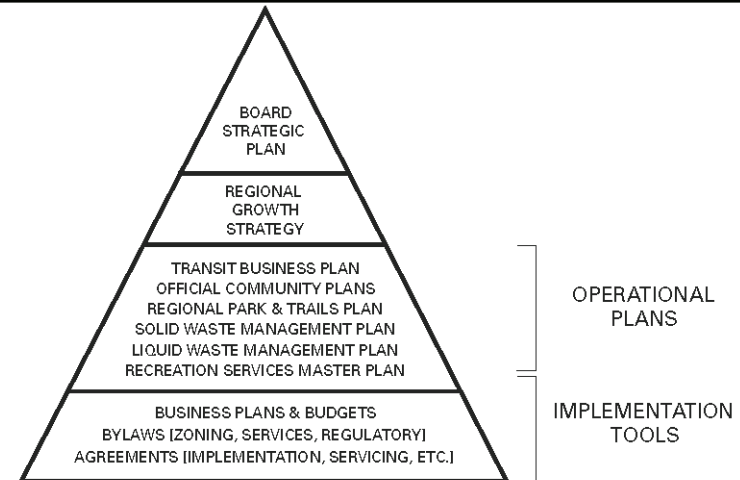 BOARD
STRATEGIC
PLAN
REGIONAL
GROWTH
STRATEGY
TRANSIT BUSINESS PLAN
OFFICIAL COMMUNITY PLANS
REGIONAL PARK & TRAILS PLAN
SOLID WASTE MANAGEMENT PLAN
LIQUID WASTE MANAGEMENT PLAN
RECREATION SERVICES MASTER PLAN
OPERATIONAL
PLANS
BUSINESS PLANS & BUDGETS
BYLAWS [ZONING, SERVICES, REGULATORY]
AGREEMENTS [IMPLEMENTATION, SERVICING, ETC.]
IMPLEMENTATION
TOOLS